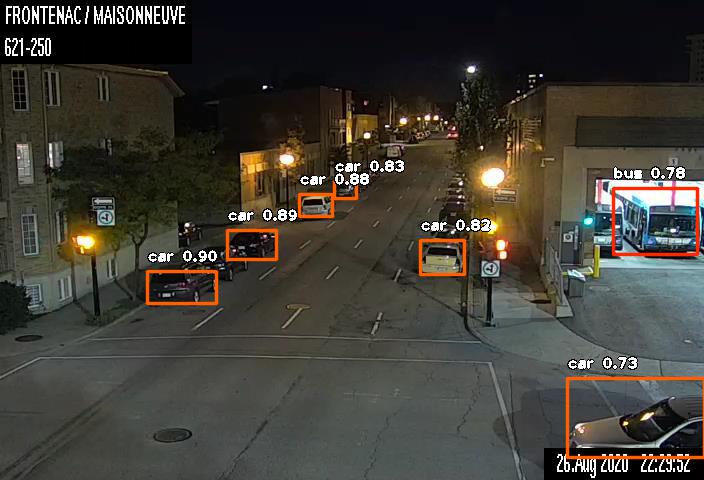 FRONTENAC / MAISONNEUVE
621-250
car 0.83
car 0.88
bus 0.78
car 0.89
car 0.82
car 0.90
car 0.73
26.Aug 2020 22:29:52